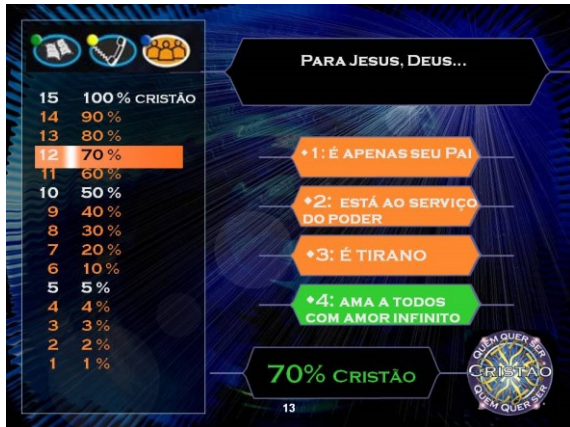 PARA JESUS, DEUS...
15 100% CRISTÃO
14 90%
13 80%
12 70%
11 60%
10 50%
9 40%
8 30%
7 20%
6 10%
5 5%
4 4%
3 3%
2 2%
1 1%
1: É APENAS SEU PAI
2: ESTÁ AO SERVIÇO
DO PODER
3: É TIRANO
4: AMA A TODOS
COM AMOR INFINITO
70% CRISTÃO
13
QUEM QUER SER
CRISTÃO
QUEM QUER SER